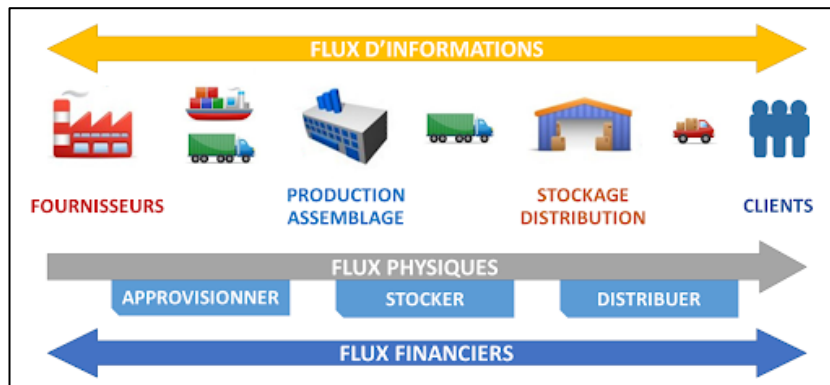 FLUX D'INFORMATIONS
FOURNISSEURS
PRODUCTION
ASSEMBLAGE
STOCKAGE
DISTRIBUTION
CLIENTS
FLUX PHYSIQUES
APPROVISIONNER
STOCKER
DISTRIBUER
FLUX FINANCIERS